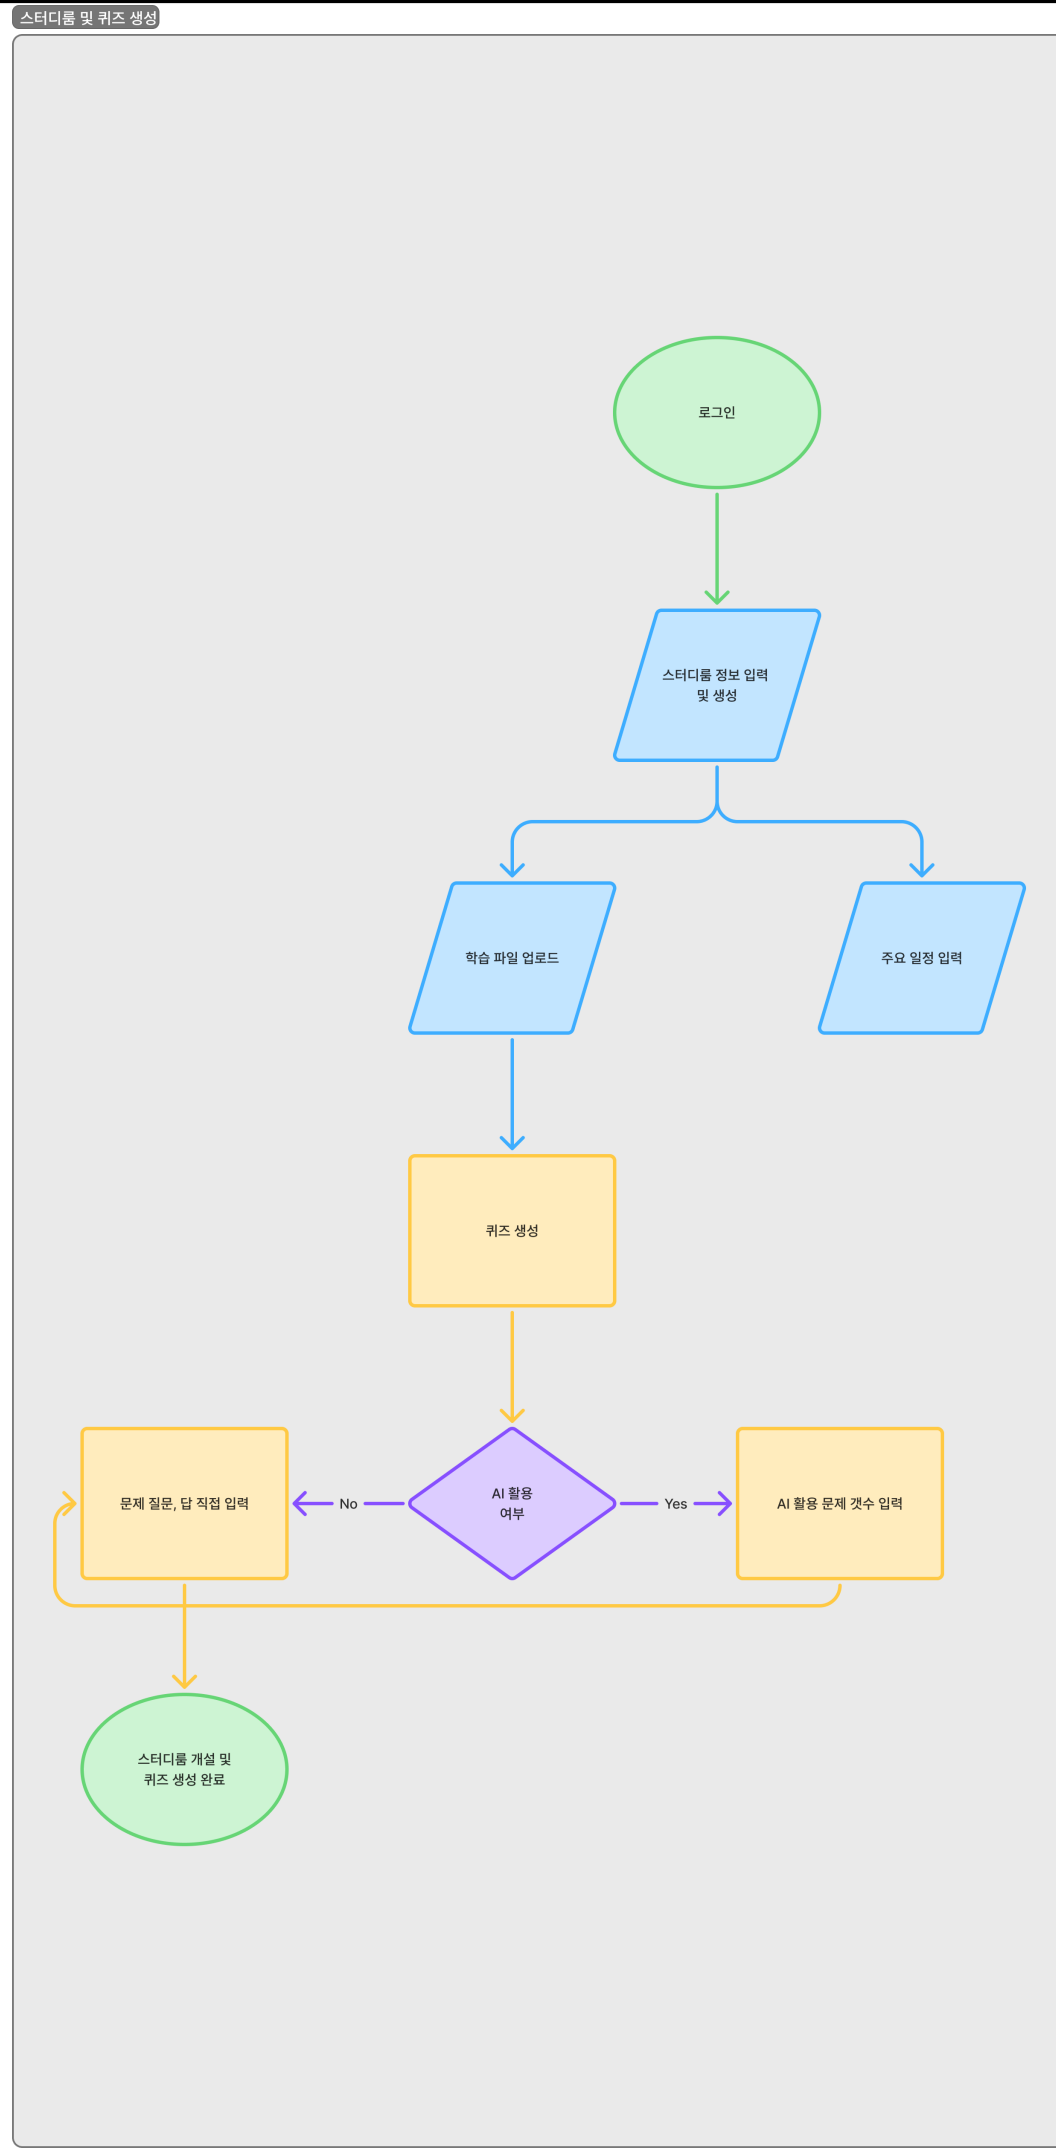 스터디룸 및 퀴즈 생성
로그인
스터디룸 정보 입력
및 생성
학습 파일 업로드
주요 일정 입력
퀴즈 생성
문제 질문, 답 직접 입력
No
AI 활용
여부
Yes
AI 활용 문제 갯수 입력
스터디룸 개설 및
퀴즈 생성 완료